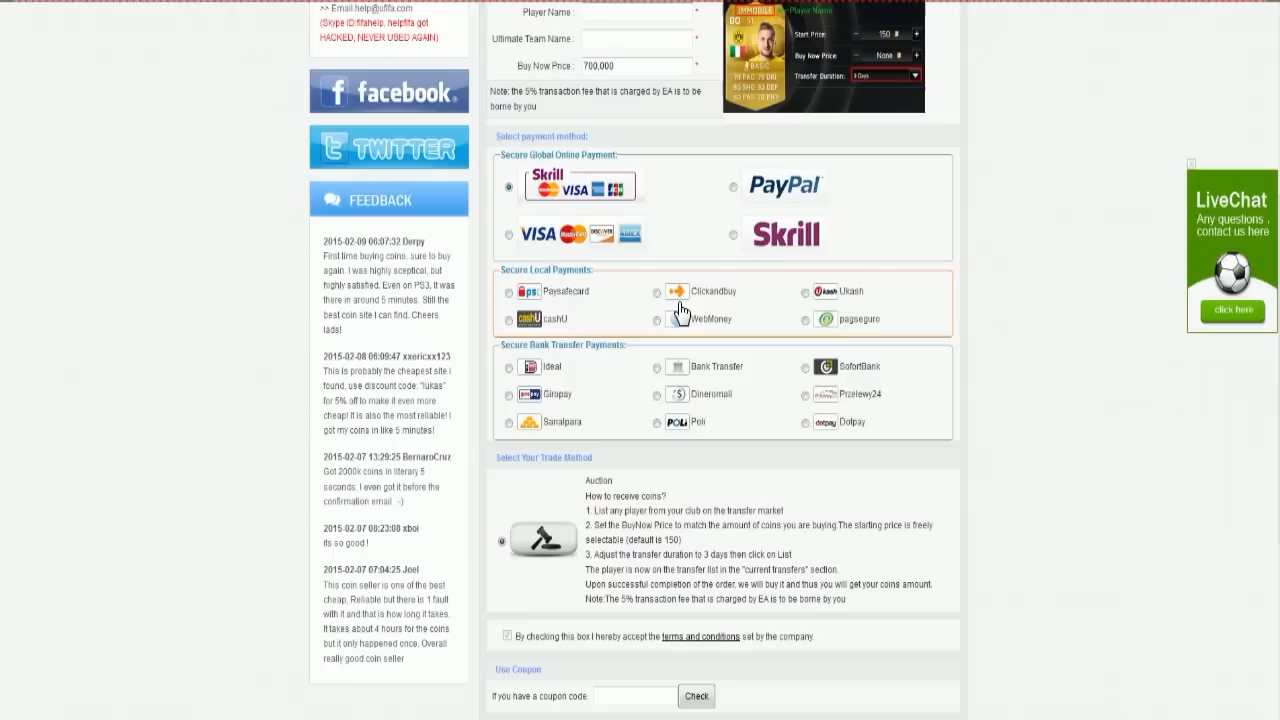 >> Email:help@ufifa.com
(Skype ID:fifahelp, helpfifa got
HACKED, NEVER USED AGAIN)
facebook
TWITTER
FEEDBACK
2015-02-09 06:07:32 Derpy
First time buying coins, sure to buy
again. I was highly sceptical, but
highly satisfied. Even on PS3, it was
there in around 5 minutes. Still the
best coin site I can find. Cheers
lads!
2015-02-08 06:09:47 xxericxx123
This is probably the cheapest site i
found, use discount code: "lukas"
for 5% off to make it even more
cheap! It is also the most reliable! I
got my coins in like 5 minutes!
2015-02-07 13:29:25 BernaroCruz
Got 2000k coins in literary 5
seconds. I even got it before the
confirmation email :-)
2015-02-07 08:23:08 xboi
its so good !
2015-02-07 07:04:25 Joel
This coin seller is one of the best
cheap, Reliable but there is 1 fault
with it and that is how long it takes.
It takes about 4 hours for the coins
but it only happened once. Overall
really good coin seller
Player Name : *
Ultimate Team Name : *
Buy Now Price : 700,000 *
Note: the 5% transaction fee that is charged by EA is to be
borne by you
IMMOBILE
80
BASIC
Player Name
Start Price: - 150 +
Buy Now Price: - None +
Transfer Duration: 3 Days
Select payment method:
Secure Global Online Payment:
Skrill
VISA
PayPal
VISA MasterCard DISCOVER AMEX
Skrill
Secure Local Payments:
Paysafecard
Clickandbuy
Ukash Ukash
cashU cashU
WebMoney
pagseguro
Secure Bank Transfer Payments:
Ideal
Bank Transfer
SofortBank
Giropay
Dineromail
Przelewy24
Sanalpara
POLi Poli
dotpay Dotpay
Select Your Trade Method
Auction
How to receive coins?
1. List any player from your club on the transfer market
2. Set the BuyNow Price to match the amount of coins you are buying.The starting price is freely
selectable (default is 150)
3. Adjust the transfer duration to 3 days then click on List
The player is now on the transfer list in the "current transfers" section.
Upon successful completion of the order, we will buy it and thus you will get your coins amount.
Note:The 5% transaction fee that is charged by EA is to be borne by you
By checking this box I hereby accept the terms and conditions set by the company.
Use Coupon
If you have a coupon code: Check
LiveChat
Any questions ,
contact us here
click here